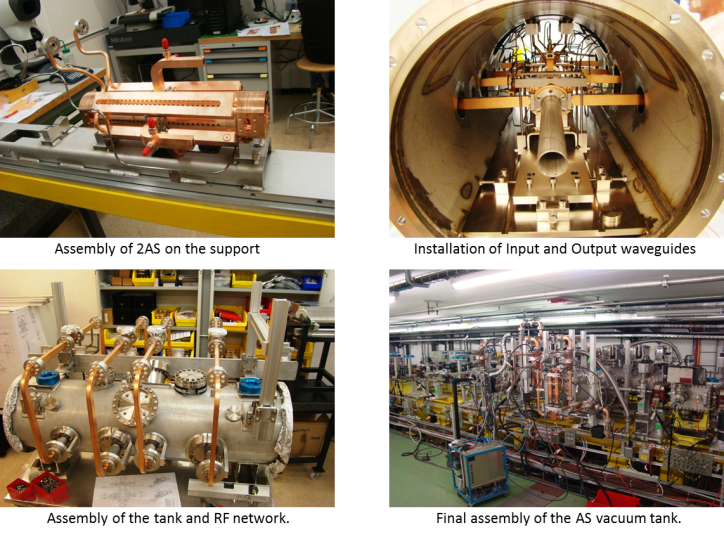 Assembly of 2AS on the support
Installation of Input and Output waveguides
Assembly of the tank and RF network.
Final assembly of the AS vacuum tank.